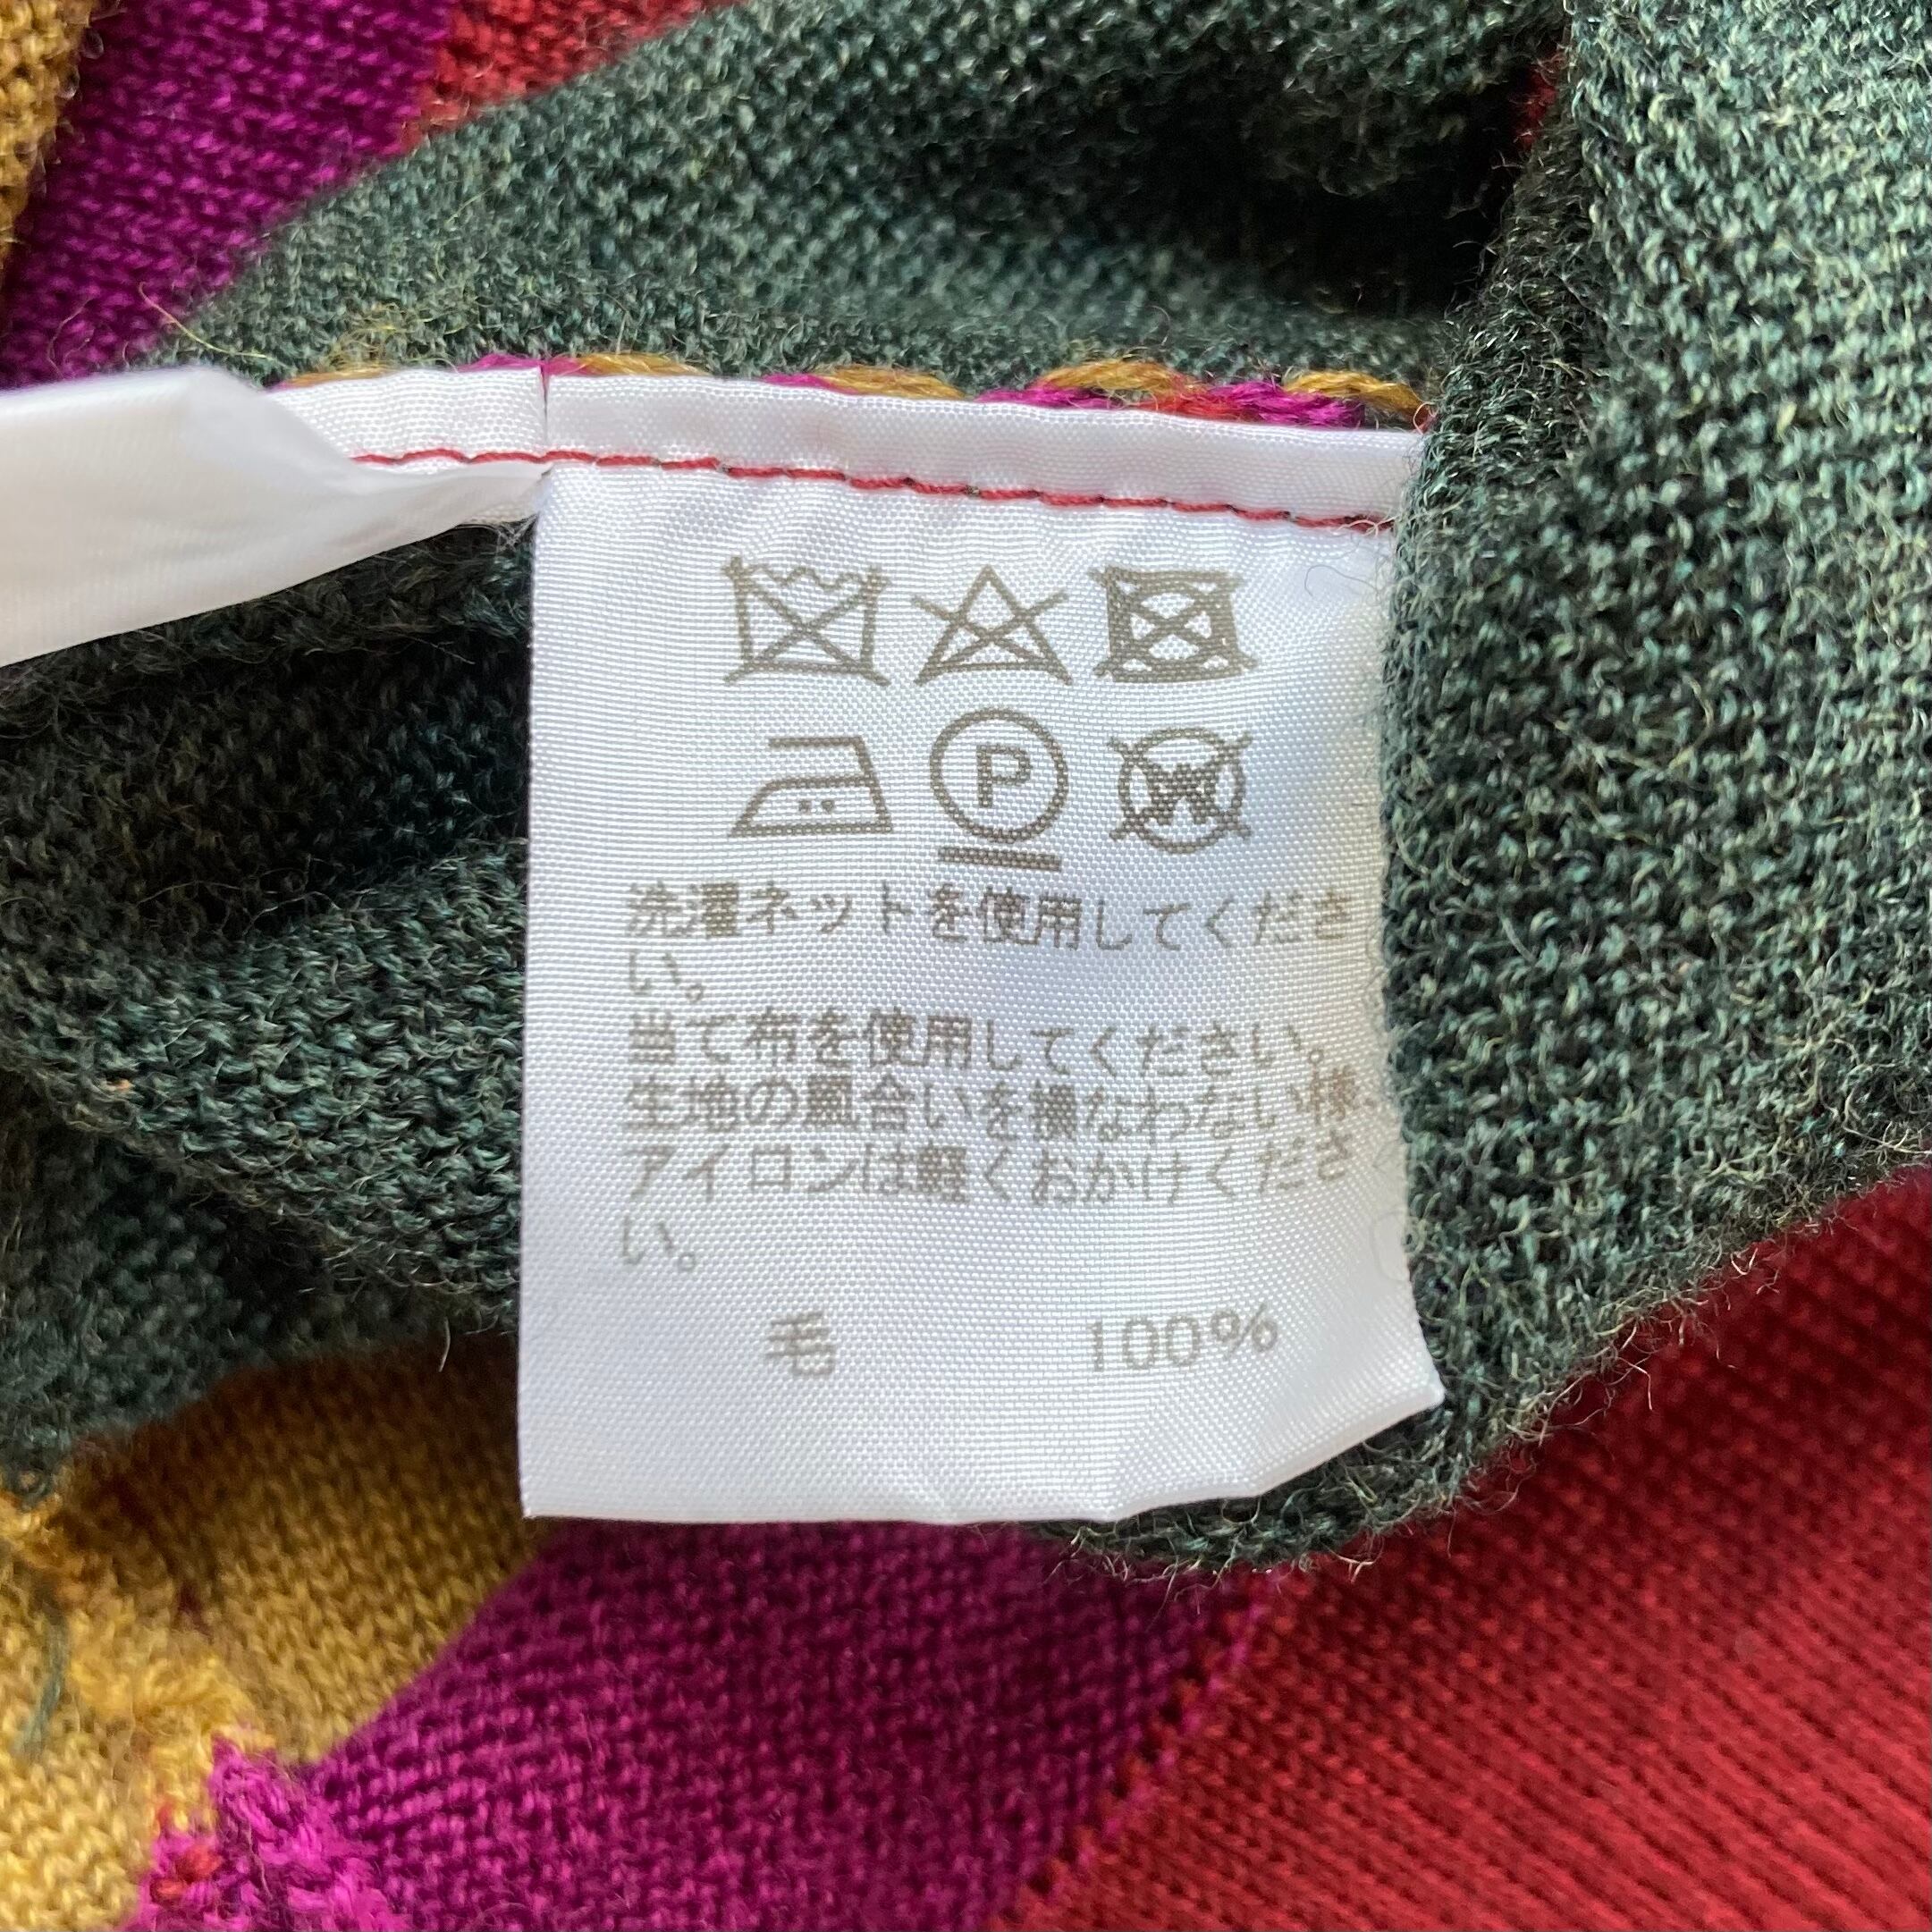 P
W
洗濯ネットを使用してくださ
い。
当て布を使用してください。
生地の風合いを損なわない様、
アイロンは軽くおかけくださ
い。
毛 100%